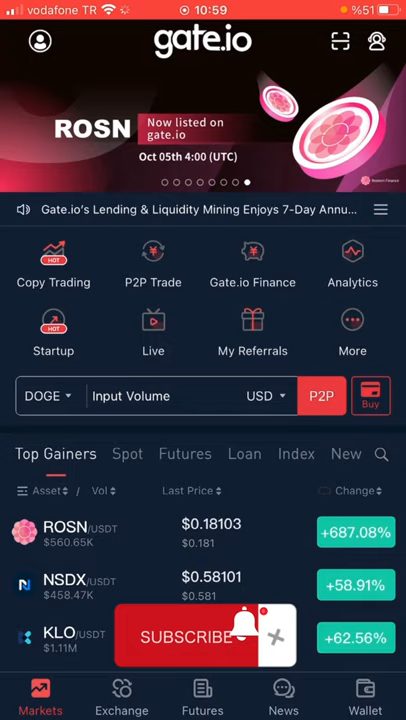 vodafone TR 10:59 %51
gate.io
ROSN Now listed on
gate.io
Oct 05th 4:00 (UTC)
Rosnem Finance
Gate.io's Lending & Liquidity Mining Enjoys 7-Day Annu...
HOT
Copy Trading P2P Trade Gate.io Finance Analytics
HOT
Startup Live My Referrals More
DOGE Input Volume USD P2P Buy
Top Gainers Spot Futures Loan Index New
Asset / Vol Last Price Change
ROSN/USDT $0.18103 +687.08%
$560.65K $0.181
NSDX/USDT $0.58101 +58.91%
$458.47K $0.581
KLO/USDT +62.56%
$1.11M
SUBSCRIBE
Markets Exchange Futures News Wallet